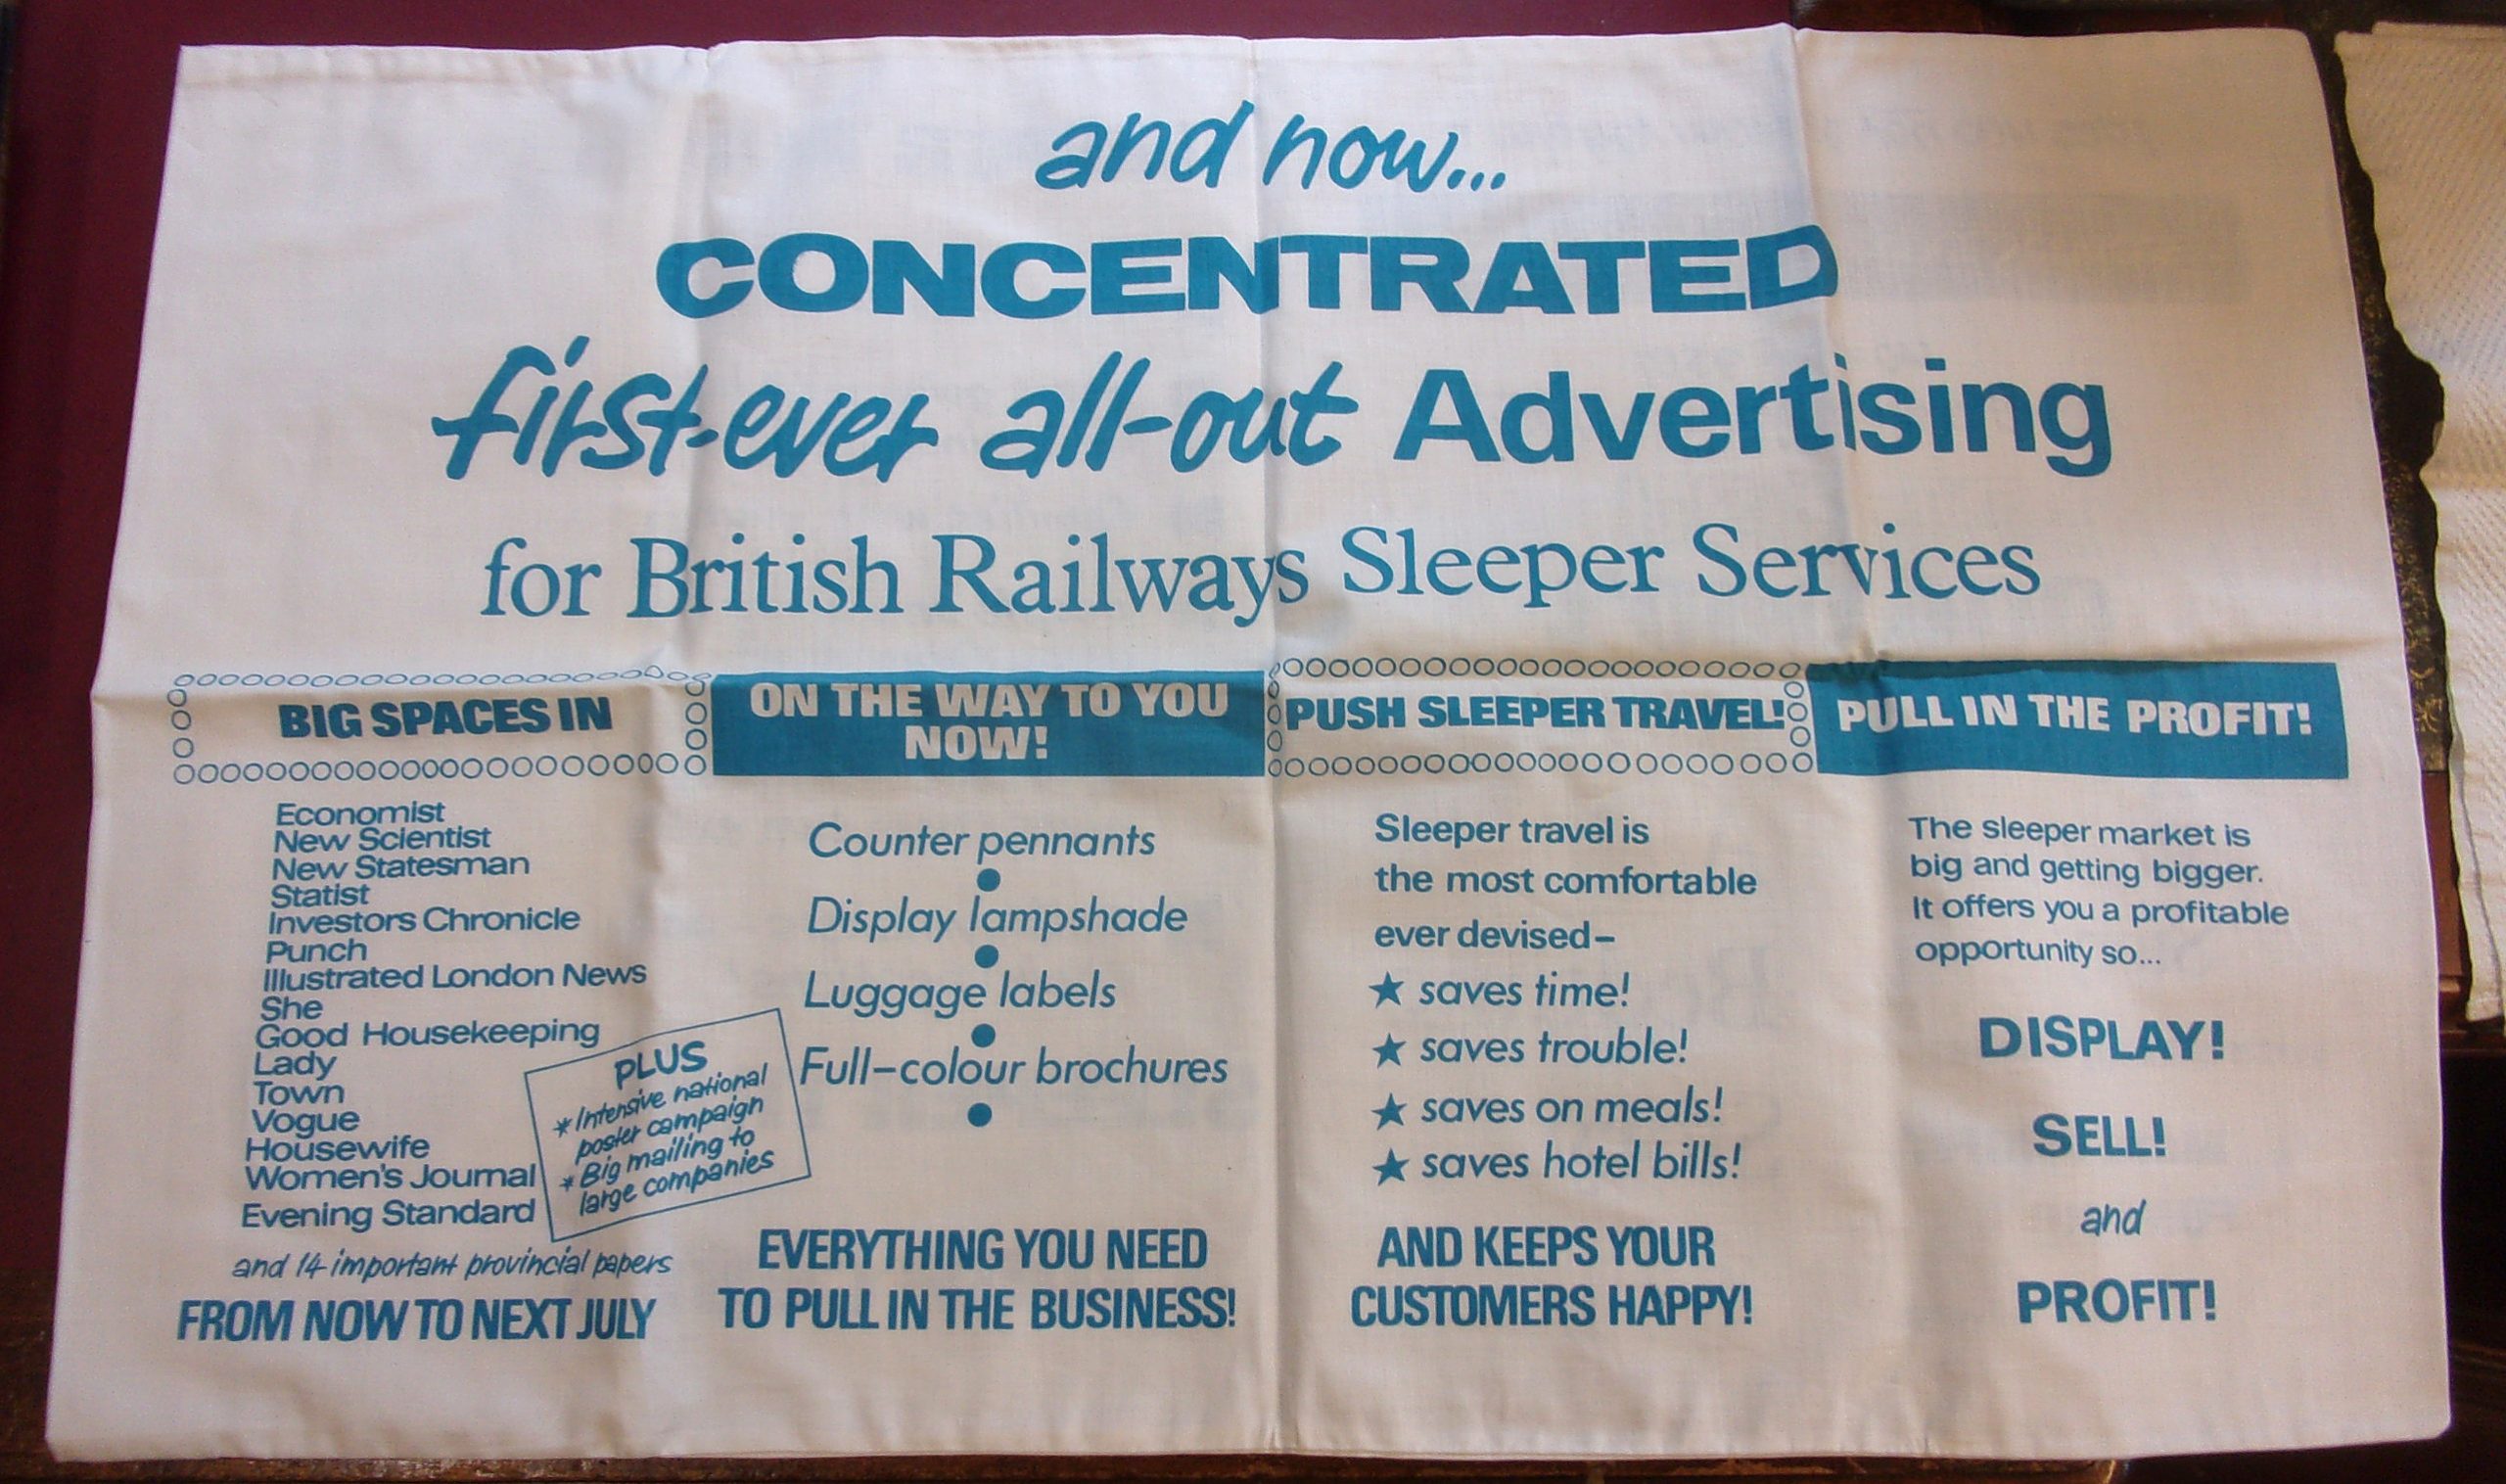 and now...
CONCENTRATED
first-ever all-out Advertising
for British Railways Sleeper Services
BIG SPACES IN
Economist
New Scientist
New Statesman
Statist
Investors Chronicle
Punch
Illustrated London News
She
Good Housekeeping
Lady
Town
Vogue
Housewife
Women's Journal
Evening Standard
and 14 important provincial papers
FROM NOW TO NEXT JULY
PLUS
* Intensive national
poster campaign
* Big mailing to
large companies
ON THE WAY TO YOU
NOW!
Counter pennants
●
Display lampshade
●
Luggage labels
●
Full-colour brochures
●
EVERYTHING YOU NEED
TO PULL IN THE BUSINESS!
PUSH SLEEPER TRAVEL!
Sleeper travel is
the most comfortable
ever devised–
★ saves time!
★ saves trouble!
★ saves on meals!
★ saves hotel bills!
AND KEEPS YOUR
CUSTOMERS HAPPY!
PULL IN THE PROFIT!
The sleeper market is
big and getting bigger.
It offers you a profitable
opportunity so...
DISPLAY!
SELL!
and
PROFIT!